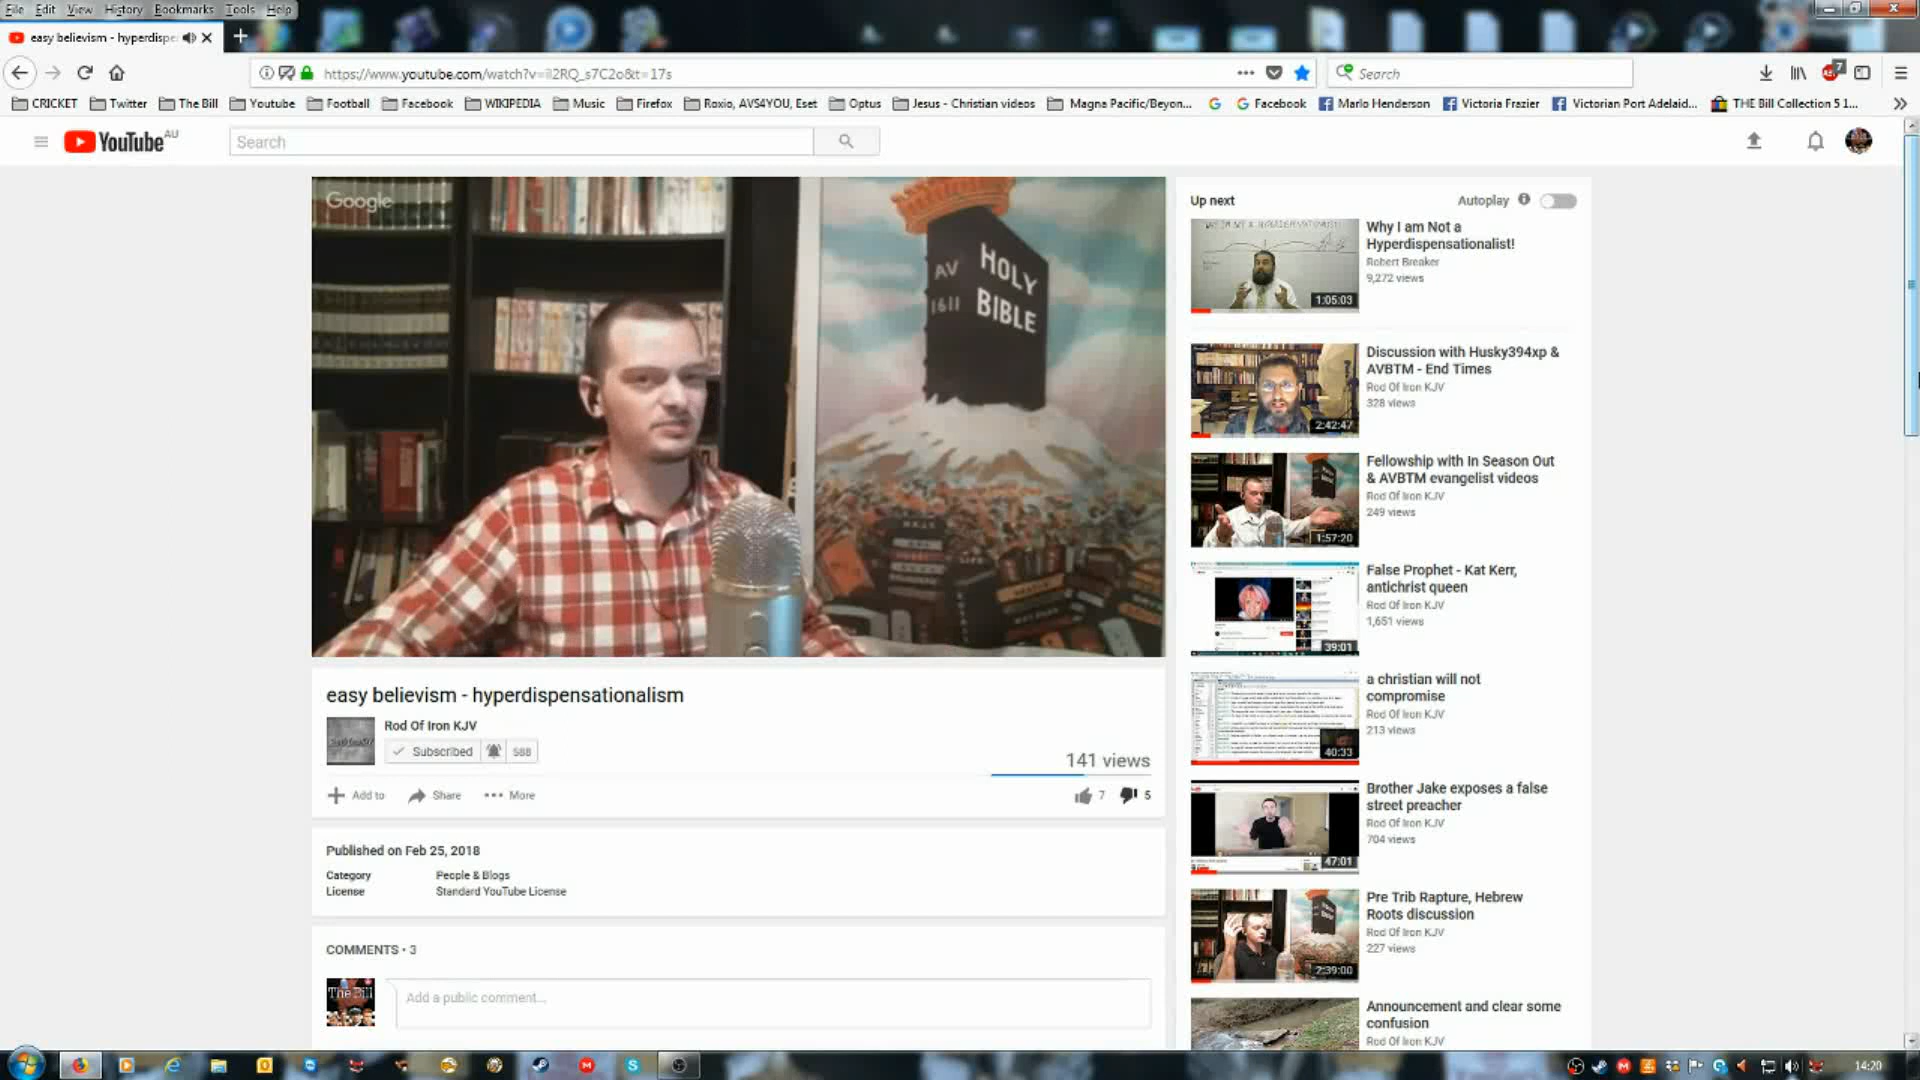 File Edit View History Bookmarks Tools Help
easy believism - hyperdispe
https://www.youtube.com/watch?v=il2RQ_s7C2o&t=17s
Search
7
CRICKET Twitter The Bill Youtube Football Facebook WIKIPEDIA Music Firefox Roxio, AVS4YOU, Eset Optus Jesus - Christian videos Magna Pacific/Beyon... Facebook Marlo Henderson Victoria Frazier Victorian Port Adelaid... THE Bill Collection 5 1...
YouTube AU
Search
Google
AV
1611
HOLY
BIBLE
easy believism - hyperdispensationalism
Rod Of Iron KJV
Subscribed 588
141 views
Add to Share More
7 5
Published on Feb 25, 2018
Category People & Blogs
License Standard YouTube License
COMMENTS • 3
The Bill
Add a public comment...
Up next
Autoplay
Why I am Not a
Hyperdispensationalist!
Robert Breaker
9,272 views
1:05:03
Discussion with Husky394xp &
AVBTM - End Times
Rod Of Iron KJV
328 views
2:42:47
Fellowship with In Season Out
& AVBTM evangelist videos
Rod Of Iron KJV
249 views
1:57:20
False Prophet - Kat Kerr,
antichrist queen
Rod Of Iron KJV
1,651 views
39:01
a christian will not
compromise
Rod Of Iron KJV
213 views
40:33
Brother Jake exposes a false
street preacher
Rod Of Iron KJV
704 views
47:01
Pre Trib Rapture, Hebrew
Roots discussion
Rod Of Iron KJV
227 views
2:39:00
Announcement and clear some
confusion
Rod Of Iron KJV
14:20